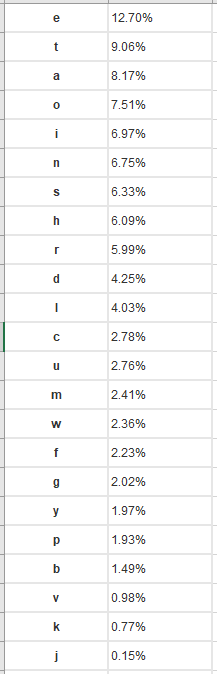 e 12.70%
t 9.06%
a 8.17%
o 7.51%
i 6.97%
n 6.75%
s 6.33%
h 6.09%
r 5.99%
d 4.25%
l 4.03%
c 2.78%
u 2.76%
m 2.41%
w 2.36%
f 2.23%
g 2.02%
y 1.97%
p 1.93%
b 1.49%
v 0.98%
k 0.77%
j 0.15%